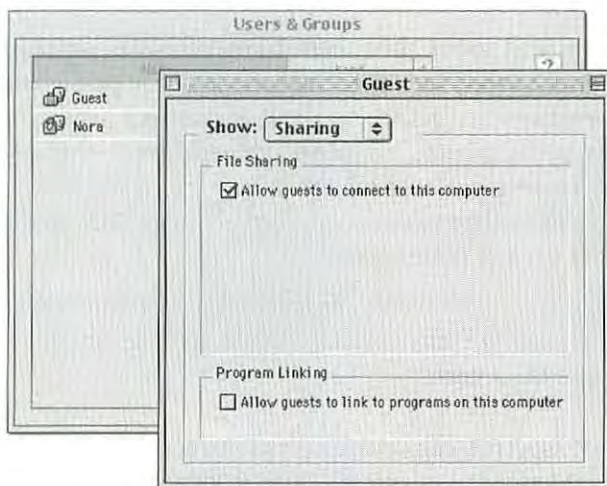 Users & Groups
?
Guest
Nora
Guest
Show: Sharing
File Sharing
Allow guests to connect to this computer
Program Linking
Allow guests to link to programs on this computer